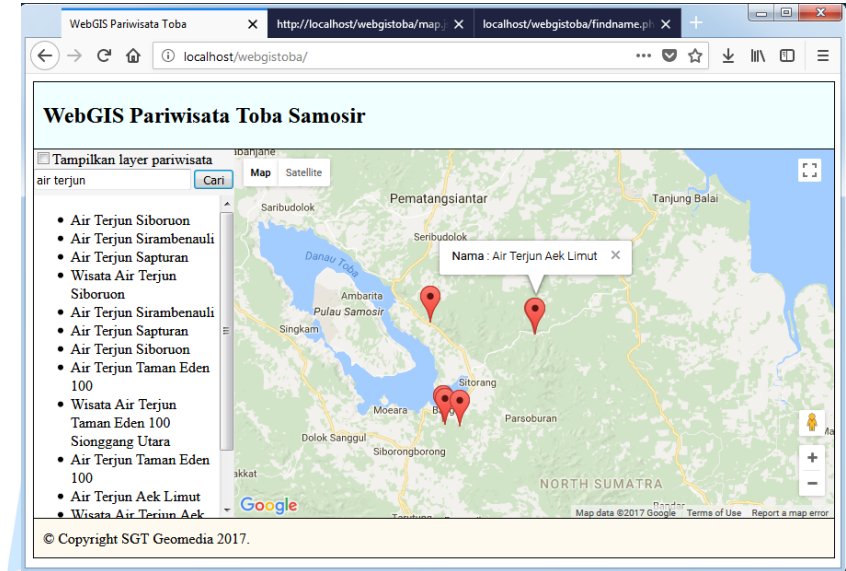 WebGIS Pariwisata Toba
http://localhost/webgistoba/map.j
localhost/webgistoba/findname.ph
localhost/webgistoba/
WebGIS Pariwisata Toba Samosir
Tampilkan layer pariwisata
air terjun
Cari
Air Terjun Siboruon
Air Terjun Sirambenauli
Air Terjun Sapturan
Wisata Air Terjun
Siboruon
Air Terjun Sirambenauli
Air Terjun Sapturan
Air Terjun Siboruon
Air Terjun Taman Eden
100
Wisata Air Terjun
Taman Eden 100
Sionggang Utara
Air Terjun Taman Eden
100
Air Terjun Aek Limut
Wisata Air Terjun Aek
Map
Satellite
Pematangsiantar
Tanjung Balai
Saribudolok
Seribudolok
Danau Toba
Nama : Air Terjun Aek Limut
Ambarita
Pulau Samosir
Singkam
Sitorang
Moeara
Parsoburan
Dolok Sanggul
Siborongborong
akkat
NORTH SUMATRA
Google
Map data ©2017 Google
Terms of Use
Report a map error
© Copyright SGT Geomedia 2017.